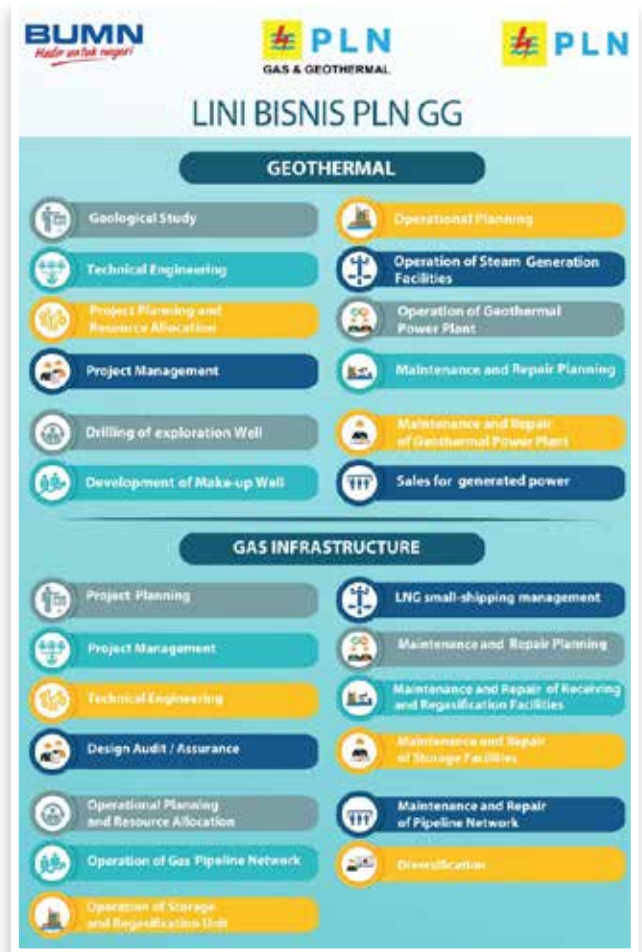 BUMN
Hadir untuk negeri
PLN
GAS & GEOTHERMAL
PLN
LINI BISNIS PLN GG
GEOTHERMAL
Geological Study
Technical Engineering
Project Planning and
Resource Allocation
Project Management
Drilling of exploration Well
Development of Make-up Well
Operational Planning
Operation of Steam Generation
Facilities
Operation of Geothermal
Power Plant
Maintenance and Repair Planning
Maintenance and Repair
of Geothermal Power Plant
Sales for generated power
GAS INFRASTRUCTURE
Project Planning
Project Management
Technical Engineering
Design Audit / Assurance
Operational Planning
and Resource Allocation
Operation of Gas Pipeline Network
Operation of Storage
and Regesification Unit
LNG small-shipping management
Maintenance and Repair Planning
Maintenance and Repair of Receiving
and Regasification Facilities
Maintenance and Repair
of Storage Facilities
Maintenance and Repair
of Pipeline Network
Diversification